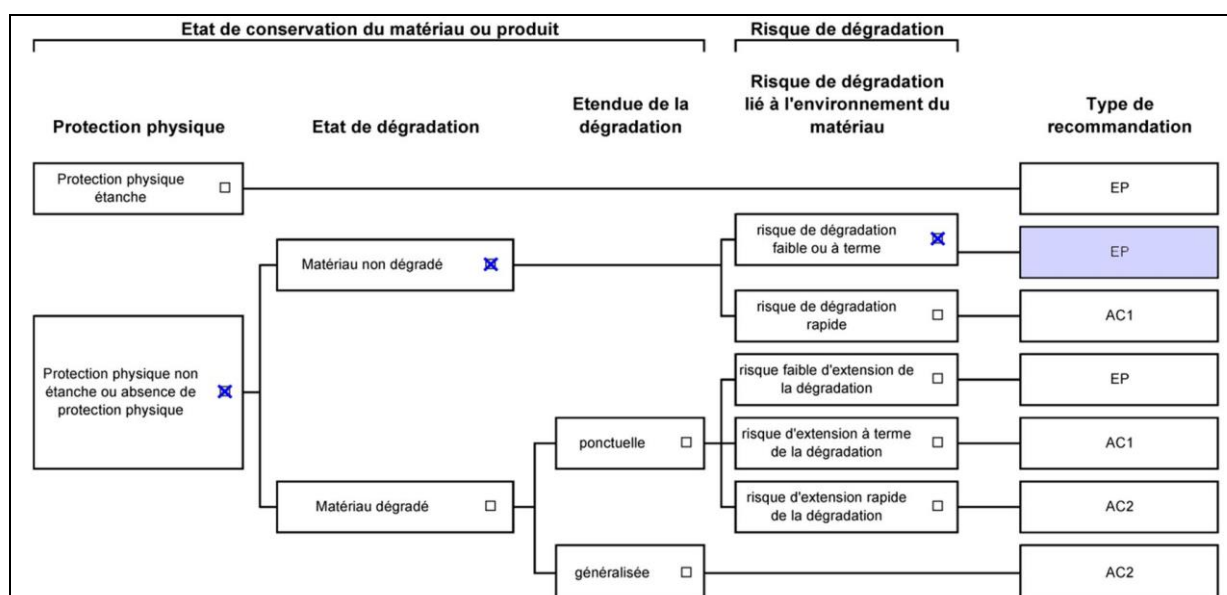 Etat de conservation du matériau ou produit
Risque de dégradation
Protection physique
Etat de dégradation
Etendue de la
dégradation
Risque de dégradation
lié à l'environnement du
matériau
Type de
recommandation
Protection physique
étanche
EP
Matériau non dégradé
risque de dégradation
faible ou à terme
EP
risque de dégradation
rapide
AC1
Protection physique non
étanche ou absence de
protection physique
risque faible d'extension de
la dégradation
EP
ponctuelle
risque d'extension à terme
de la dégradation
AC1
Matériau dégradé
risque d'extension rapide
de la dégradation
AC2
généralisée
AC2